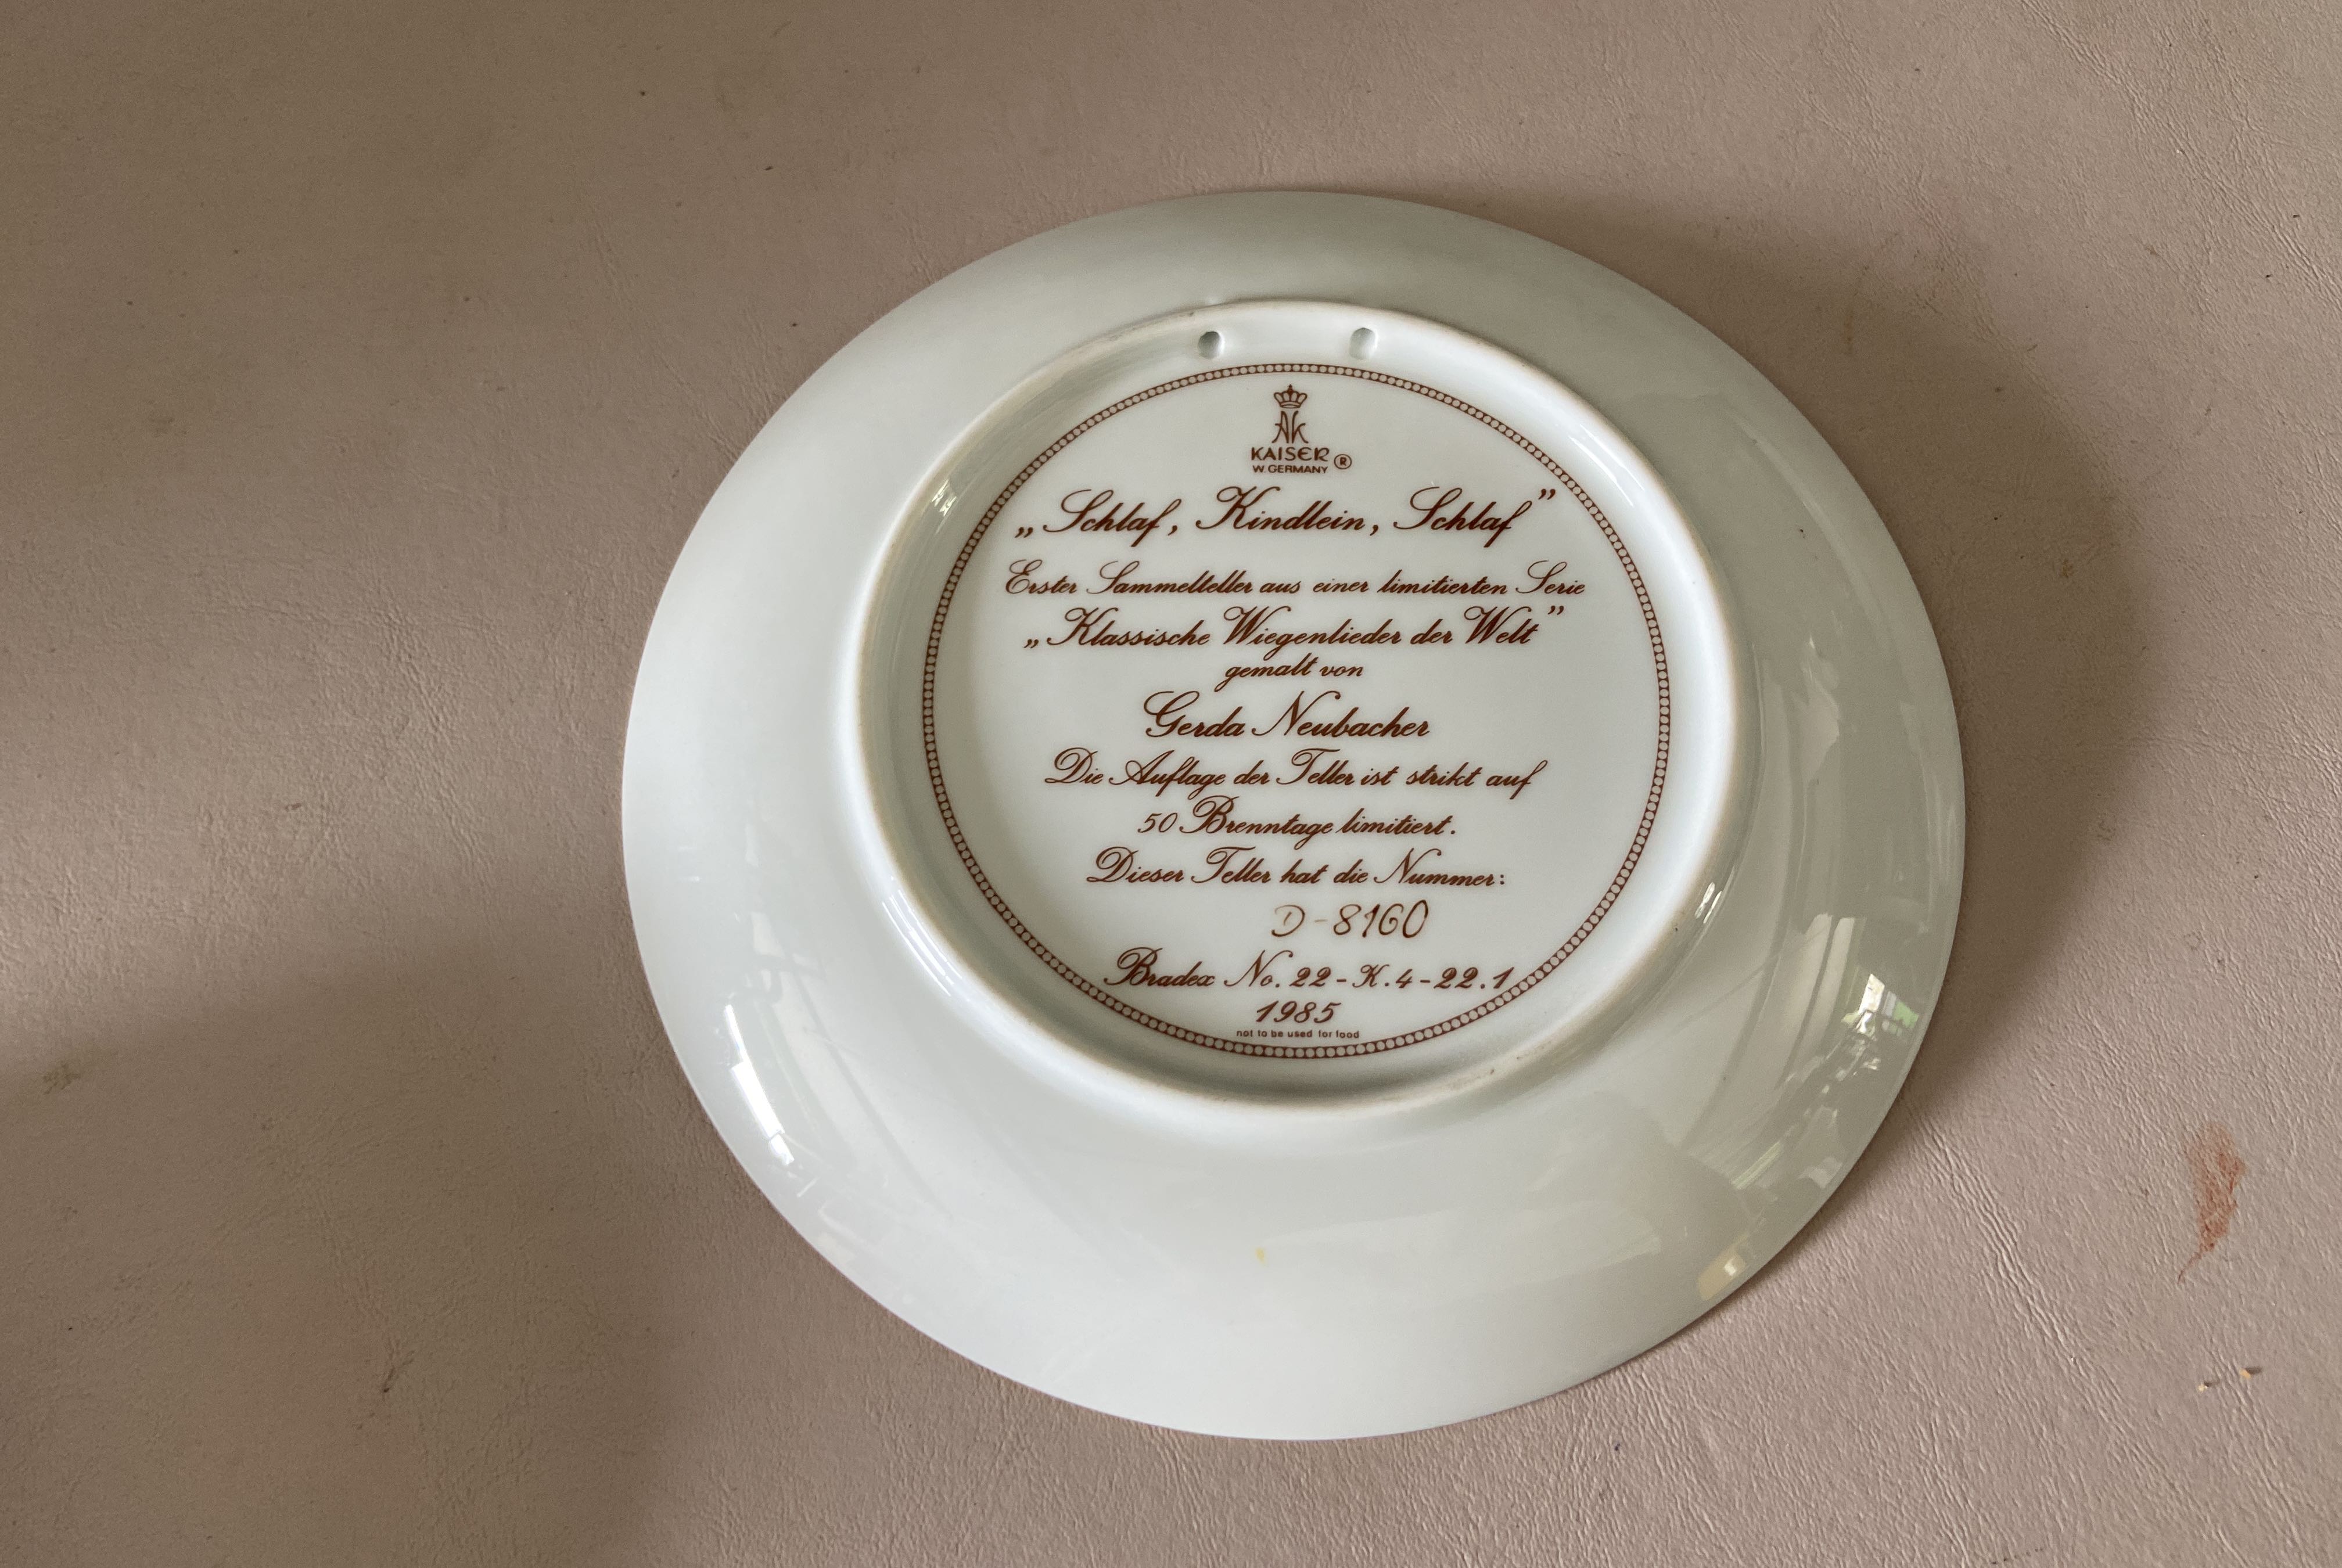 AK
KAISER ®
W. GERMANY
„Schlaf, Kindlein, Schlaf”
Erster Sammelteller aus einer limitierten Serie
„Klassische Wiegenlieder der Welt”
gemalt von
Gerda Neubacher
Die Auflage der Teller ist strikt auf
50 Brenntage limitiert.
Dieser Teller hat die Nummer:
D-8160
Bradex No. 22-K.4-22.1
1985
not to be used for food